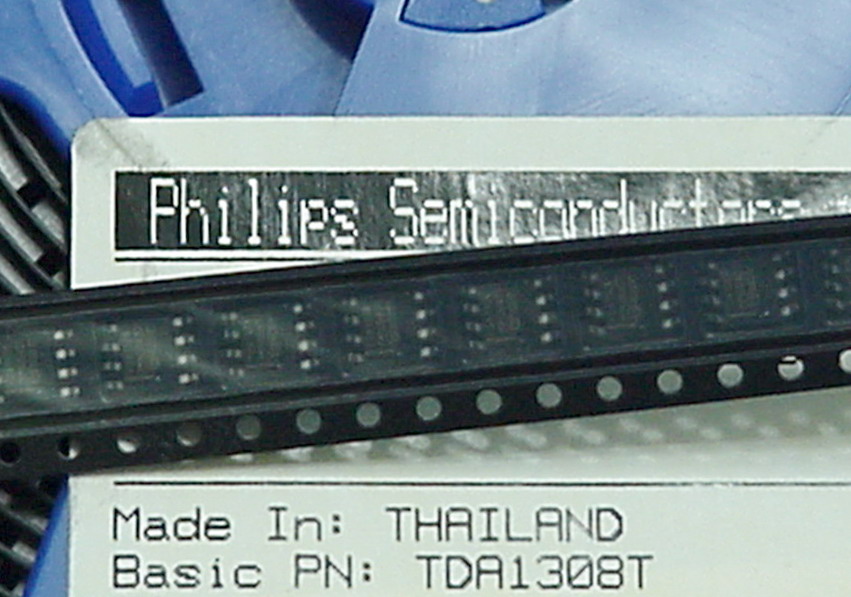 Philips Semiconductors
Made In: THAILAND
Basic PN: TDA1308T